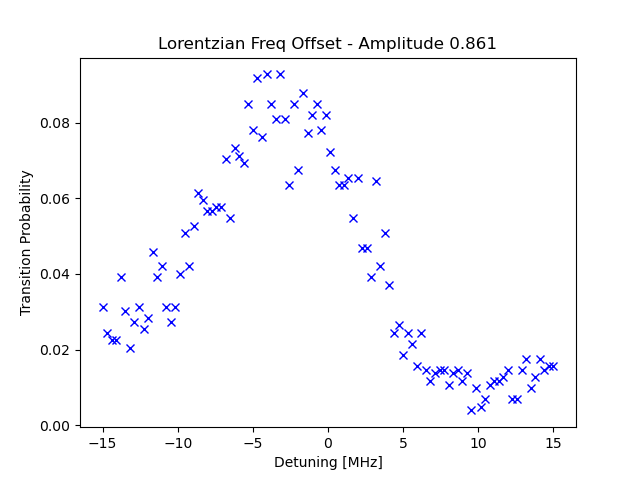 Lorentzian Freq Offset - Amplitude 0.861
Transition Probability
0.08
0.06
0.04
0.02
0.00
−15 −10 −5 0 5 10 15
Detuning [MHz]